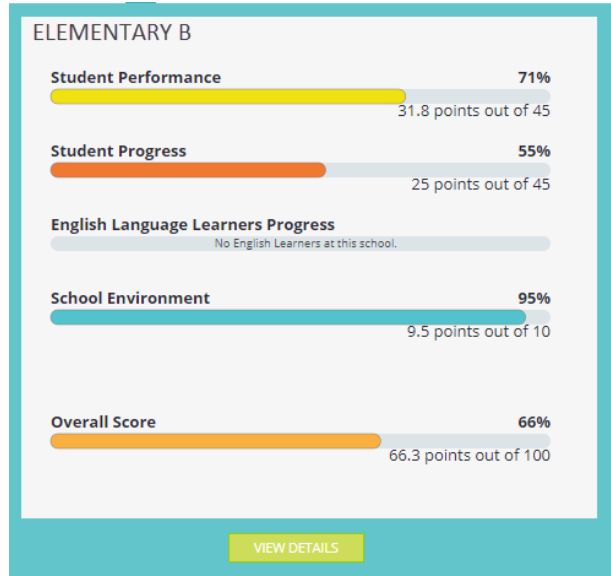 ELEMENTARY B
Student Performance 71%
31.8 points out of 45
Student Progress 55%
25 points out of 45
English Language Learners Progress
No English Learners at this school.
School Environment 95%
9.5 points out of 10
Overall Score 66%
66.3 points out of 100
VIEW DETAILS